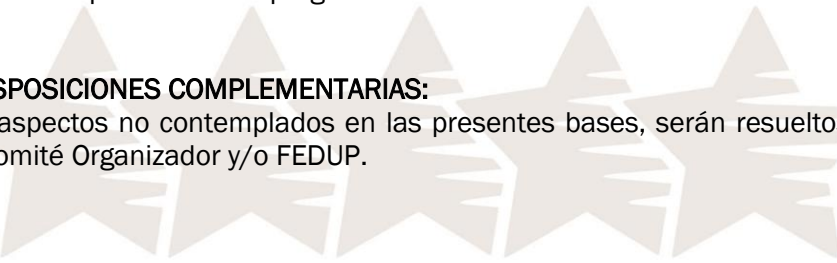 SPOSICIONES COMPLEMENTARIAS:
aspectos no contemplados en las presentes bases, serán resuelto
omité Organizador y/o FEDUP.